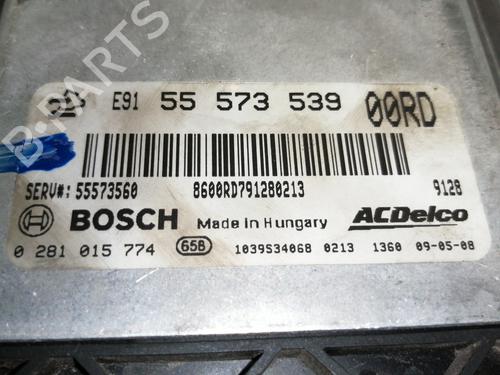 E91 55 573 539 00RD
SERV#: 55573560 8600RD791280213 9128
BOSCH Made in Hungary ACDelco
0 281 015 774 65B 1039S34068 0213 1360 09-05-08
B-PARTS